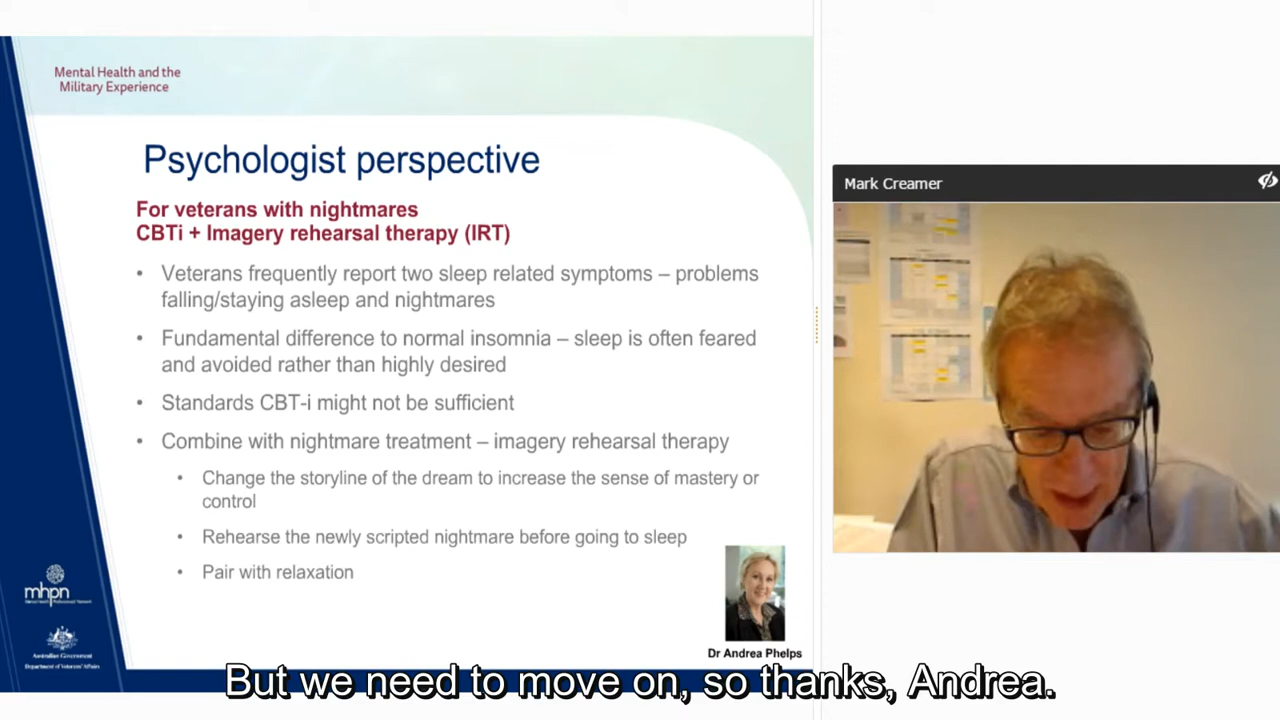 Mental Health and the
Military Experience
Psychologist perspective
For veterans with nightmares
CBTi + Imagery rehearsal therapy (IRT)
• Veterans frequently report two sleep related symptoms – problems
falling/staying asleep and nightmares
• Fundamental difference to normal insomnia – sleep is often feared
and avoided rather than highly desired
• Standards CBT-i might not be sufficient
• Combine with nightmare treatment – imagery rehearsal therapy
• Change the storyline of the dream to increase the sense of mastery or
control
• Rehearse the newly scripted nightmare before going to sleep
• Pair with relaxation
mhpn
Mental Health Professionals' Network
Australian Government
Department of Veterans' Affairs
Dr Andrea Phelps
Mark Creamer
But we need to move on, so thanks, Andrea.